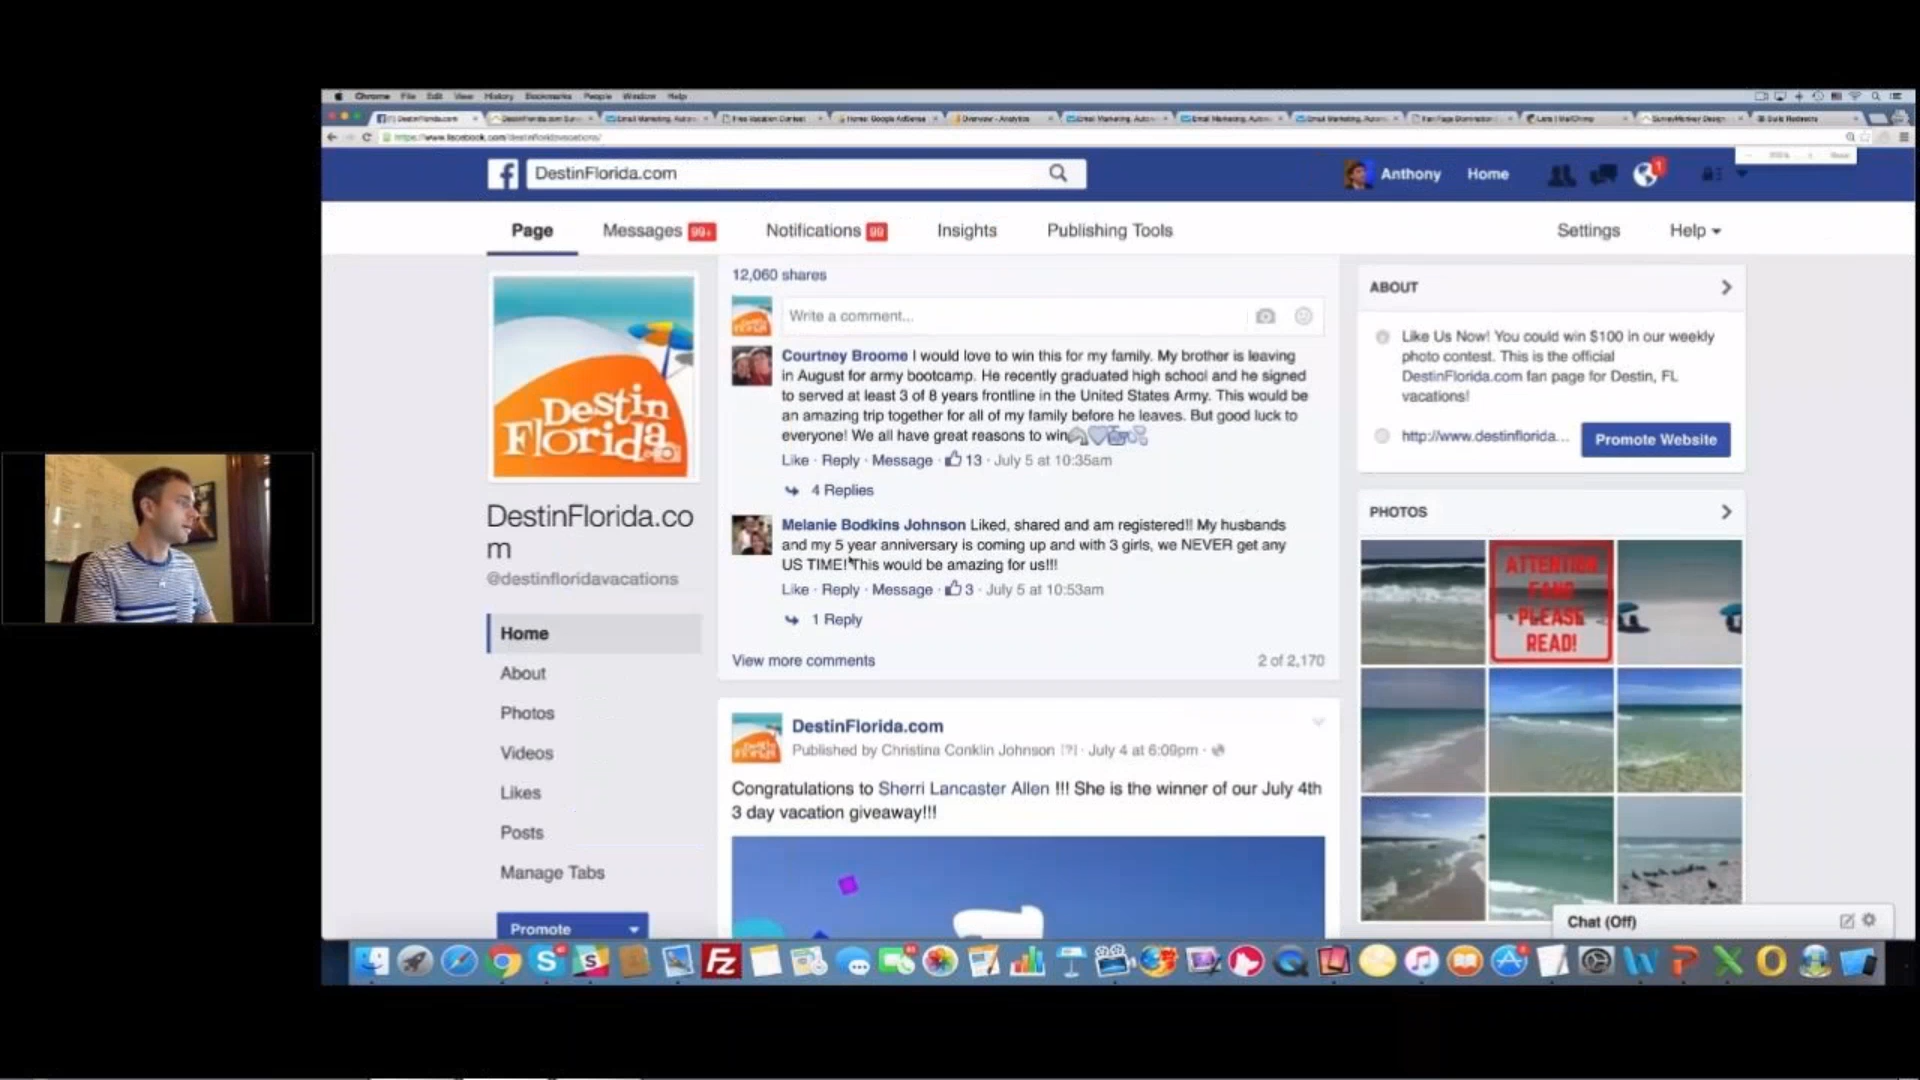 Chrome File Edit View History Bookmarks People Window Help
DestinFlorida.com
Anthony Home
1
Page Messages 99+ Notifications 99 Insights Publishing Tools Settings Help
12,060 shares
Write a comment...
Courtney Broome I would love to win this for my family. My brother is leaving
in August for army bootcamp. He recently graduated high school and he signed
to served at least 3 of 8 years frontline in the United States Army. This would be
an amazing trip together for all of my family before he leaves. But good luck to
everyone! We all have great reasons to win
Like · Reply · Message · 13 · July 5 at 10:35am
4 Replies
Melanie Bodkins Johnson Liked, shared and am registered!! My husbands
and my 5 year anniversary is coming up and with 3 girls, we NEVER get any
US TIME! This would be amazing for us!!!
Like · Reply · Message · 3 · July 5 at 10:53am
1 Reply
View more comments 2 of 2,170
DestinFlorida.com
Published by Christina Conklin Johnson [?] · July 4 at 6:09pm ·
Congratulations to Sherri Lancaster Allen !!! She is the winner of our July 4th
3 day vacation giveaway!!!
Destin
Florida
DestinFlorida.co
m
@destinfloridavacations
Home
About
Photos
Videos
Likes
Posts
Manage Tabs
Promote
ABOUT
Like Us Now! You could win $100 in our weekly
photo contest. This is the official
DestinFlorida.com fan page for Destin, FL
vacations!
http://www.destinflorida... Promote Website
PHOTOS
ATTENTION
FANS
PLEASE
READ!
Chat (Off)